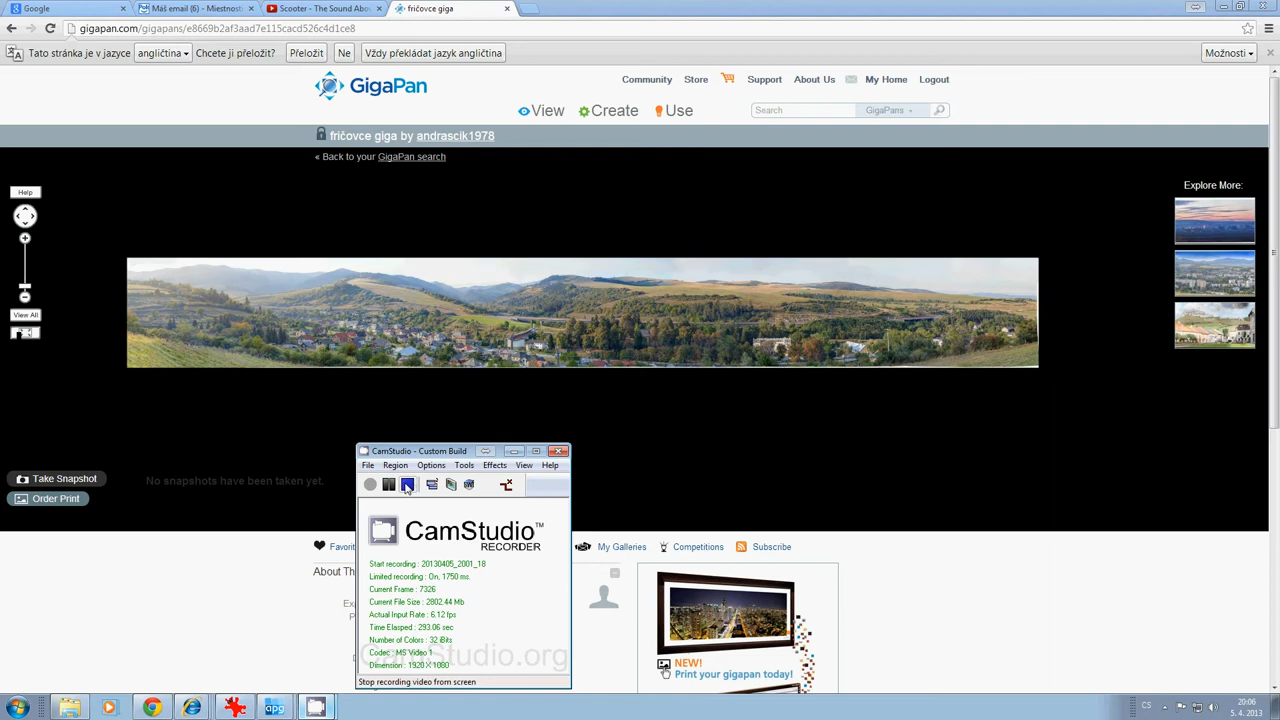 Google
Máš email (6) - Miestnosť
Scooter - The Sound Abo
fričovce giga
gigapan.com/gigapans/e8669b2af3aad7e115cacd526c4d1ce8
Tato stránka je v jazyce angličtina Chcete ji přeložit? Přeložit Ne Vždy překládat jazyk angličtina Možnosti
GigaPan
Community Store Support About Us My Home Logout
View Create Use Search GigaPans
fričovce giga by andrascik1978
« Back to your GigaPan search
Help
Explore More:
View All
Take Snapshot
No snapshots have been taken yet.
Order Print
CamStudio - Custom Build
File Region Options Tools Effects View Help
CamStudio™
RECORDER
Start recording : 20130405_2001_18
Limited recording : On, 1750 ms.
Current Frame : 7326
Current File Size : 2802.44 Mb
Actual Input Rate : 6.12 fps
Time Elasped : 293.06 sec
Number of Colors : 32 iBits
Codec : MS Video 1
Dimension : 1920 X 1080
CamStudio.org
Stop recording video from screen
Favorit
My Galleries Competitions Subscribe
About Th
NEW!
Print your gigapan today!
apg
CS
20:06
5. 4. 2013